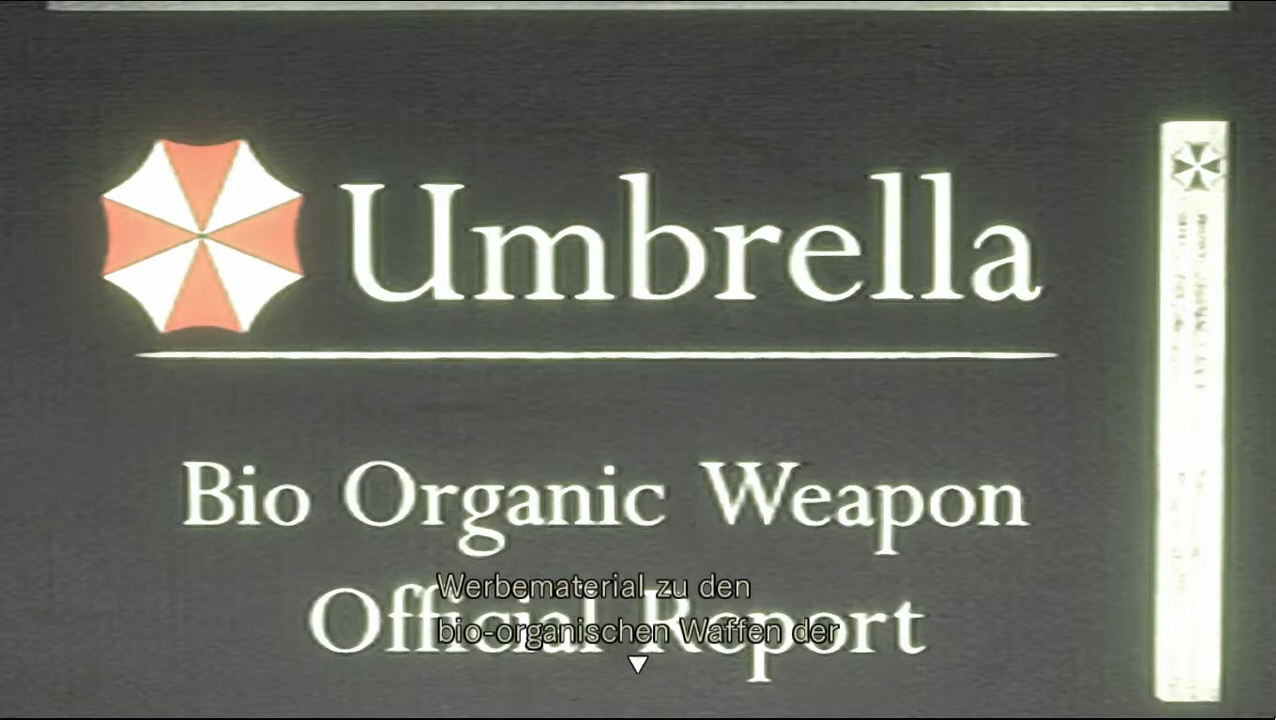 Umbrella
Bio Organic Weapon
Official Report
Werbematerial zu den
bio-organischen Waffen der